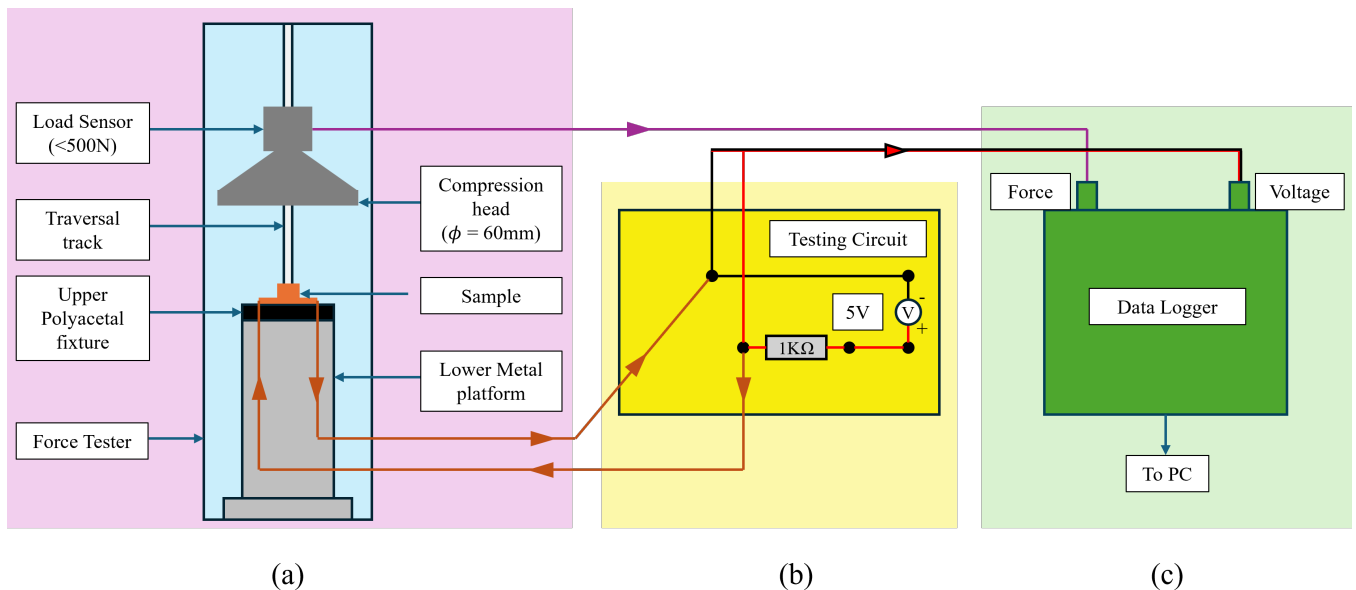 Load Sensor
(<500N)
Traversal
track
Upper
Polyacetal
fixture
Force Tester
Compression
head
(ϕ = 60mm)
Sample
Lower Metal
platform
Testing Circuit
5V
-
V
+
1KΩ
Force
Voltage
Data Logger
To PC
(a)
(b)
(c)